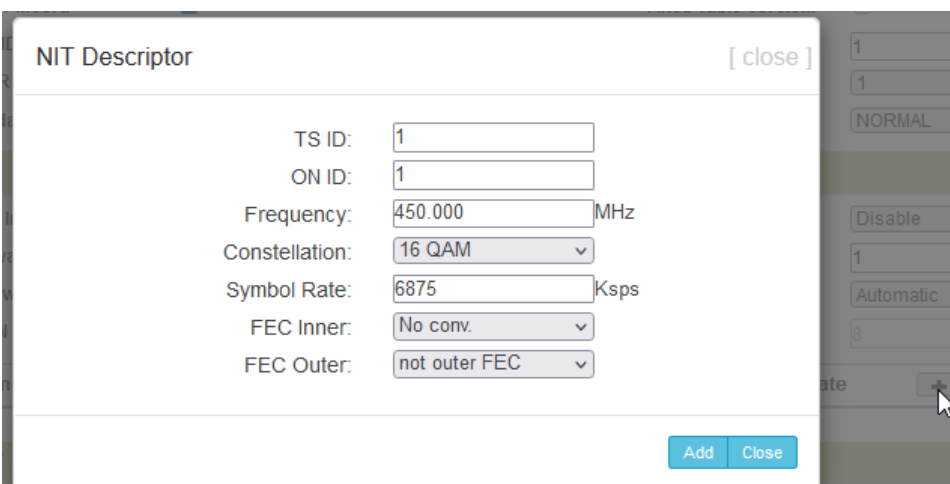 NIT Descriptor [ close ]
1
1
NORMAL
TS ID: 1
ON ID: 1
Frequency: 450.000 MHz
Disable
Constellation: 16 QAM
1
Symbol Rate: 6875 Ksps
Automatic
FEC Inner: No conv.
8
FEC Outer: not outer FEC
Add Close